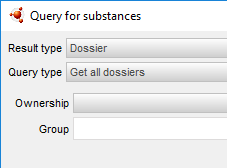 Query for substances
Result type Dossier
Query type Get all dossiers
Ownership
Group